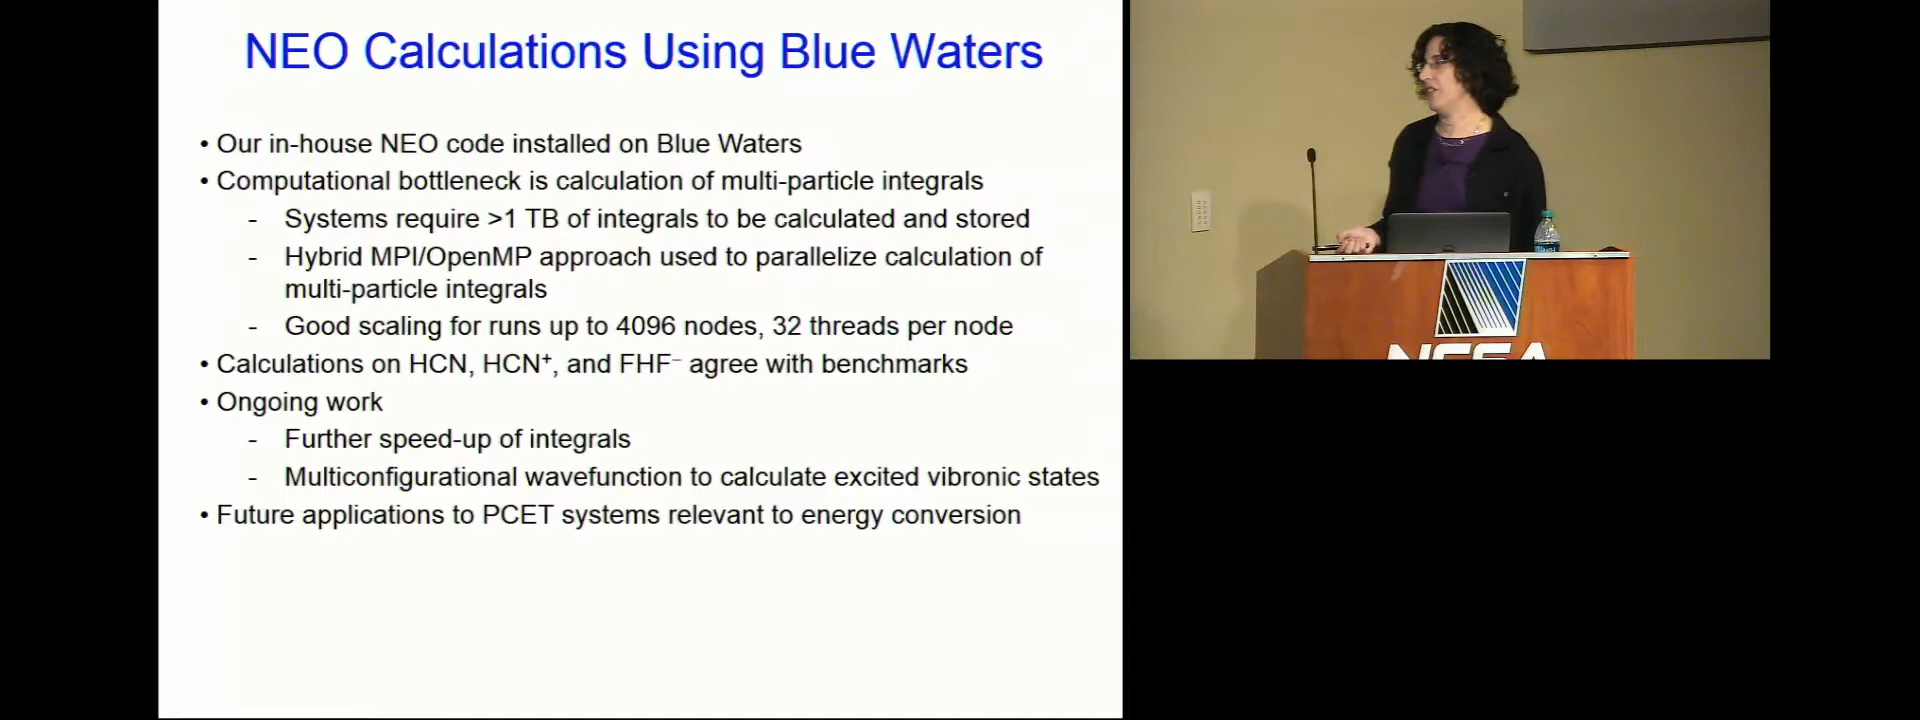 NEO Calculations Using Blue Waters
• Our in-house NEO code installed on Blue Waters
• Computational bottleneck is calculation of multi-particle integrals
- Systems require >1 TB of integrals to be calculated and stored
- Hybrid MPI/OpenMP approach used to parallelize calculation of
multi-particle integrals
- Good scaling for runs up to 4096 nodes, 32 threads per node
• Calculations on HCN, HCN⁺, and FHF⁻ agree with benchmarks
• Ongoing work
- Further speed-up of integrals
- Multiconfigurational wavefunction to calculate excited vibronic states
• Future applications to PCET systems relevant to energy conversion
NCSA